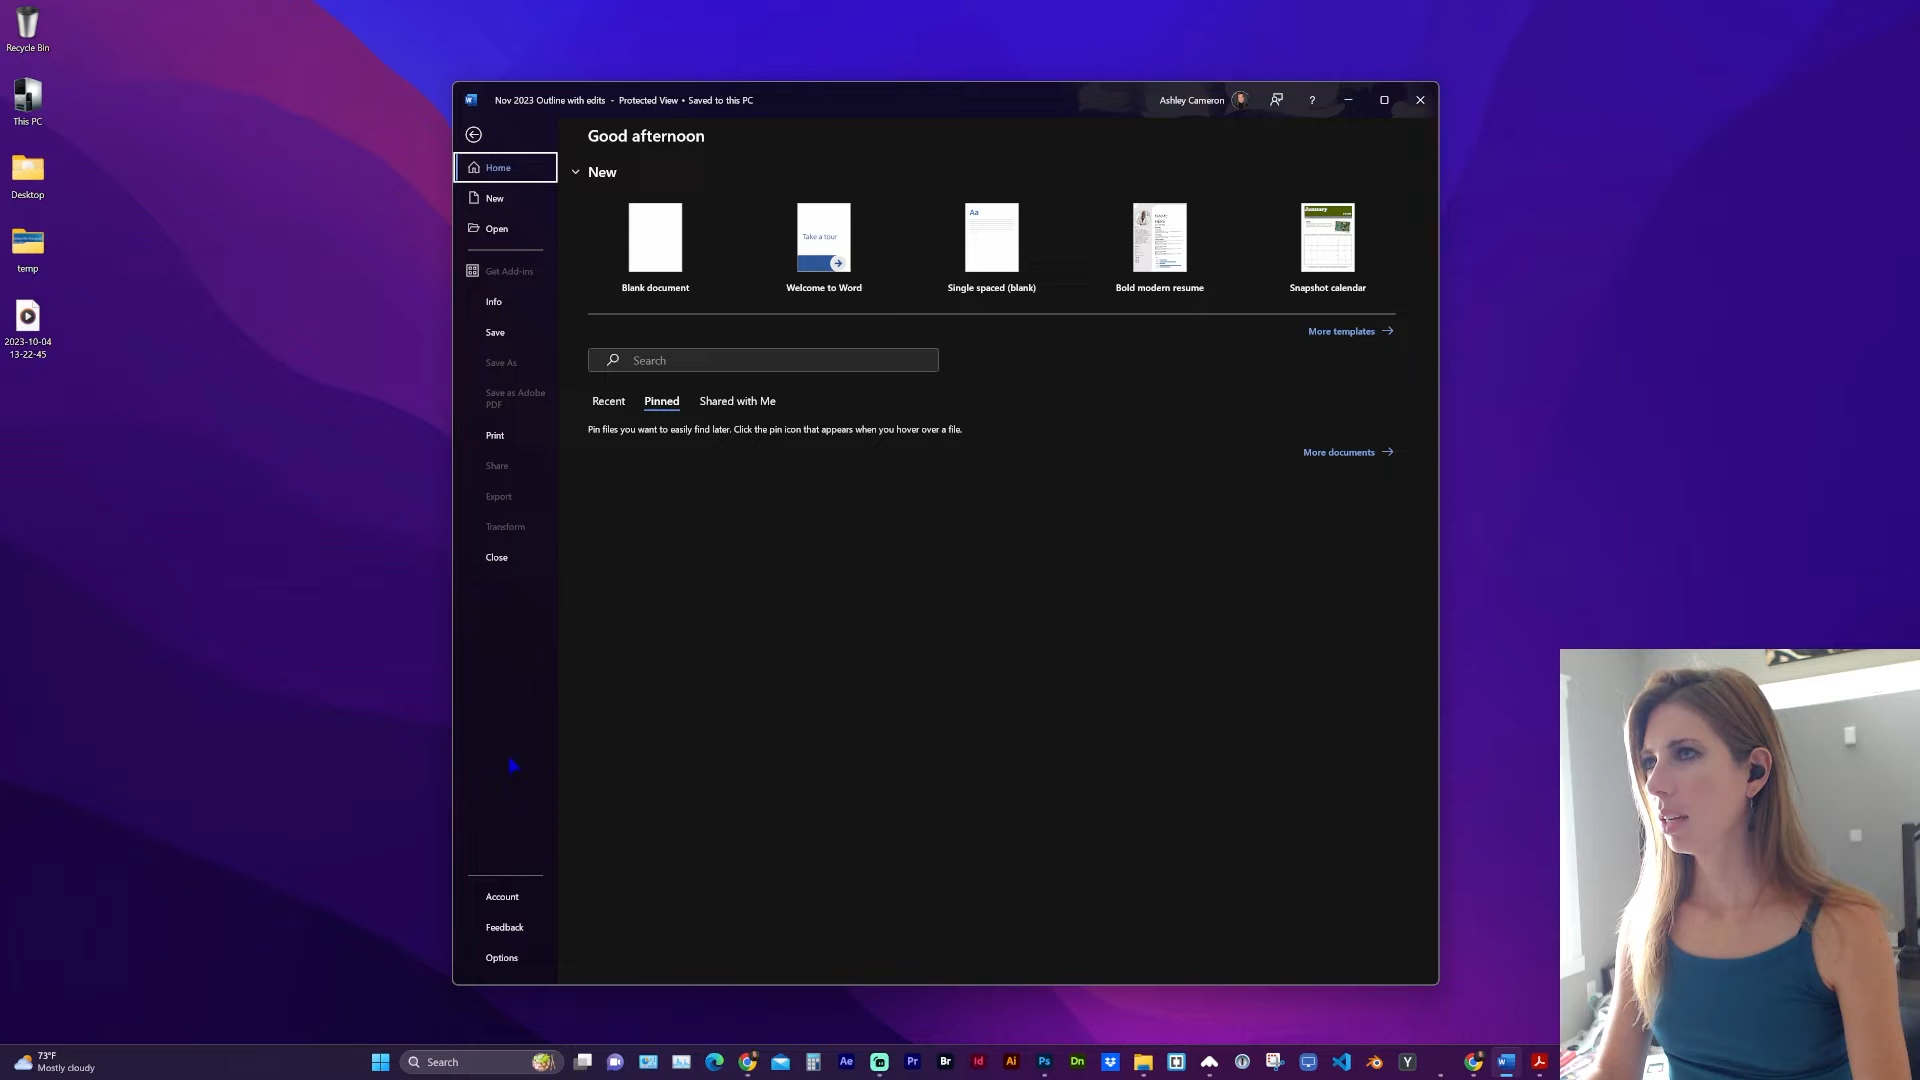 Recycle Bin
This PC
Desktop
temp
2023-10-04
13-22-45
Nov 2023 Outline with edits - Protected View • Saved to this PC
Ashley Cameron
?
Good afternoon
Home
New
Open
Get Add-ins
Info
Save
Save As
Save as Adobe
PDF
Print
Share
Export
Transform
Close
Account
Feedback
Options
New
Aa
Take a tour
January
Blank document
Welcome to Word
Single spaced (blank)
Bold modern resume
Snapshot calendar
More templates
Search
Recent
Pinned
Shared with Me
Pin files you want to easily find later. Click the pin icon that appears when you hover over a file.
More documents
73°F
Mostly cloudy
Search
Ae
Pr
Br
Id
Ai
Ps
Dn
Y